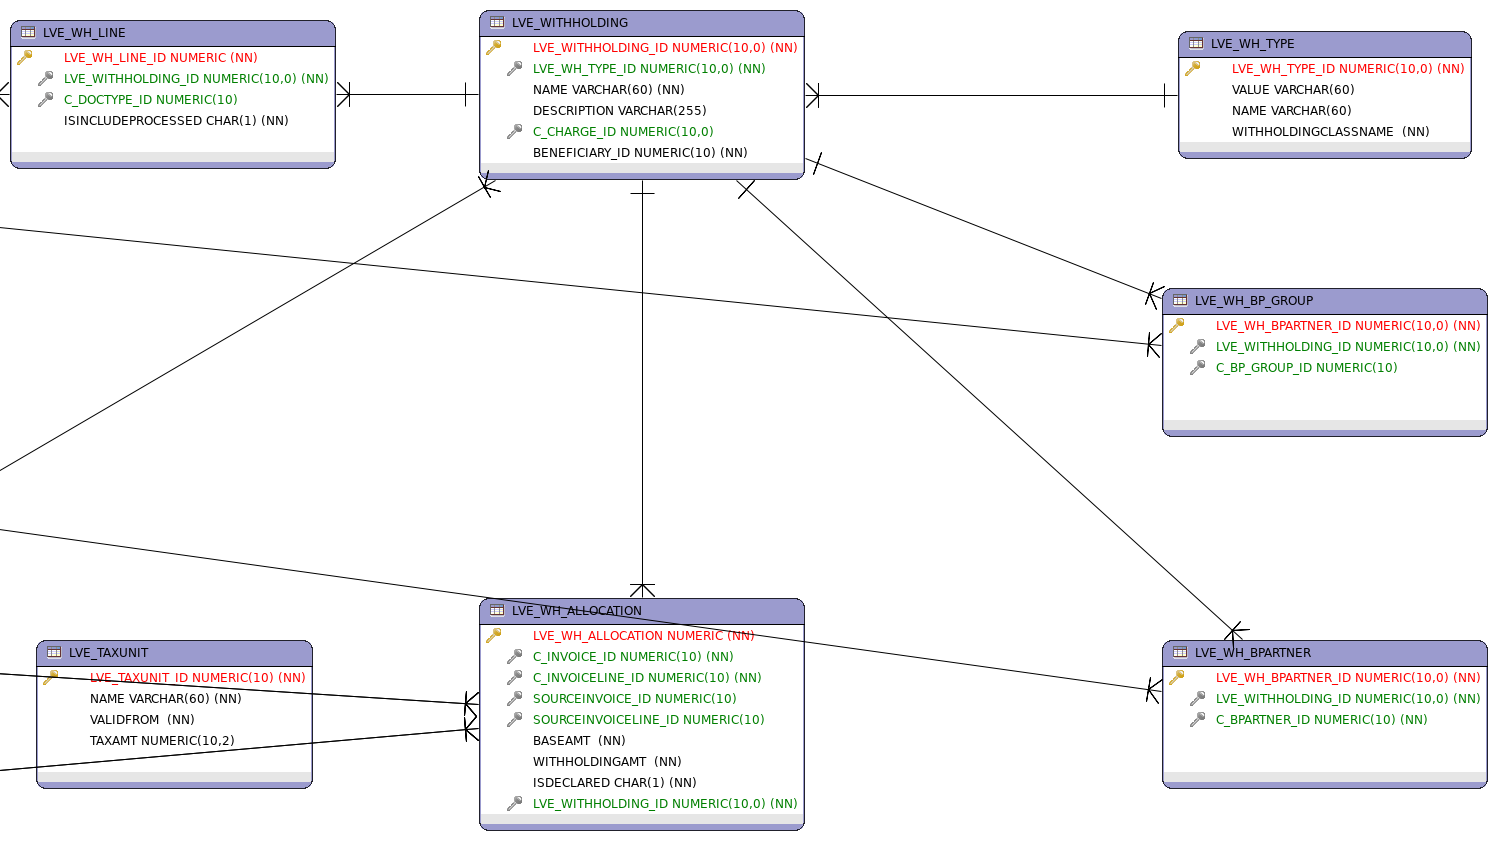 LVE_WH_LINE
LVE_WH_LINE_ID NUMERIC (NN)
LVE_WITHHOLDING_ID NUMERIC(10,0) (NN)
C_DOCTYPE_ID NUMERIC(10)
ISINCLUDEPROCESSED CHAR(1) (NN)
LVE_WITHHOLDING
LVE_WITHHOLDING_ID NUMERIC(10,0) (NN)
LVE_WH_TYPE_ID NUMERIC(10,0) (NN)
NAME VARCHAR(60) (NN)
DESCRIPTION VARCHAR(255)
C_CHARGE_ID NUMERIC(10,0)
BENEFICIARY_ID NUMERIC(10) (NN)
LVE_WH_TYPE
LVE_WH_TYPE_ID NUMERIC(10,0) (NN)
VALUE VARCHAR(60)
NAME VARCHAR(60)
WITHHOLDINGCLASSNAME (NN)
LVE_WH_BP_GROUP
LVE_WH_BPARTNER_ID NUMERIC(10,0) (NN)
LVE_WITHHOLDING_ID NUMERIC(10,0) (NN)
C_BP_GROUP_ID NUMERIC(10)
LVE_TAXUNIT
LVE_TAXUNIT_ID NUMERIC(10) (NN)
NAME VARCHAR(60) (NN)
VALIDFROM (NN)
TAXAMT NUMERIC(10,2)
LVE_WH_ALLOCATION
LVE_WH_ALLOCATION NUMERIC (NN)
C_INVOICE_ID NUMERIC(10) (NN)
C_INVOICELINE_ID NUMERIC(10) (NN)
SOURCEINVOICE_ID NUMERIC(10)
SOURCEINVOICELINE_ID NUMERIC(10)
BASEAMT (NN)
WITHHOLDINGAMT (NN)
ISDECLARED CHAR(1) (NN)
LVE_WITHHOLDING_ID NUMERIC(10,0) (NN)
LVE_WH_BPARTNER
LVE_WH_BPARTNER_ID NUMERIC(10,0) (NN)
LVE_WITHHOLDING_ID NUMERIC(10,0) (NN)
C_BPARTNER_ID NUMERIC(10) (NN)